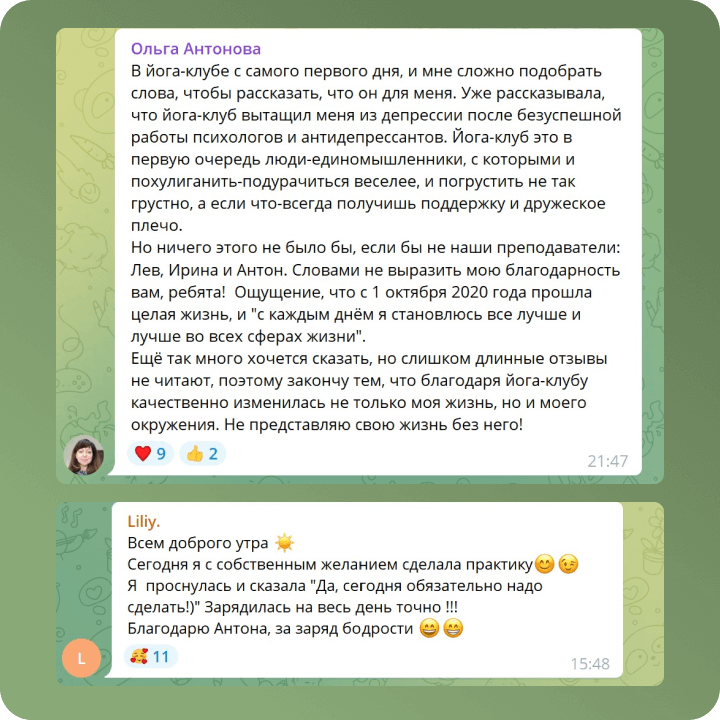 Ольга Антонова
В йога-клубе с самого первого дня, и мне сложно подобрать
слова, чтобы рассказать, что он для меня. Уже рассказывала,
что йога-клуб вытащил меня из депрессии после безуспешной
работы психологов и антидепрессантов. Йога-клуб это в
первую очередь люди-единомышленники, с которыми и
похулиганить-подурачиться веселее, и погрустить не так
грустно, а если что-всегда получишь поддержку и дружеское
плечо.
Но ничего этого не было бы, если бы не наши преподаватели:
Лев, Ирина и Антон. Словами не выразить мою благодарность
вам, ребята!  Ощущение, что с 1 октября 2020 года прошла
целая жизнь, и "с каждым днём я становлюсь все лучше и
лучше во всех сферах жизни".
Ещё так много хочется сказать, но слишком длинные отзывы
не читают, поэтому закончу тем, что благодаря йога-клубу
качественно изменилась не только моя жизнь, но и моего
окружения. Не представляю свою жизнь без него!
❤️ 9 👍 2
21:47
Liliy.
Всем доброго утра ☀️
Сегодня я с собственным желанием сделала практику😊😉
Я  проснулась и сказала "Да, сегодня обязательно надо
сделать!)" Зарядилась на весь день точно !!!
Благодарю Антона, за заряд бодрости 😄😁
L
🥰 11
15:48